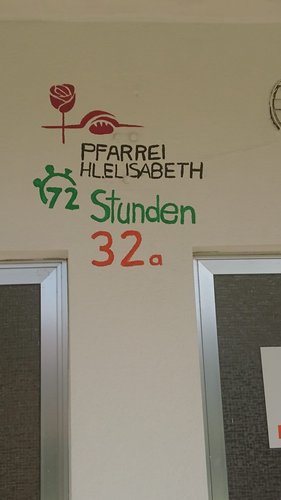 PFARREI
HL.ELISABETH
72 Stunden
32a